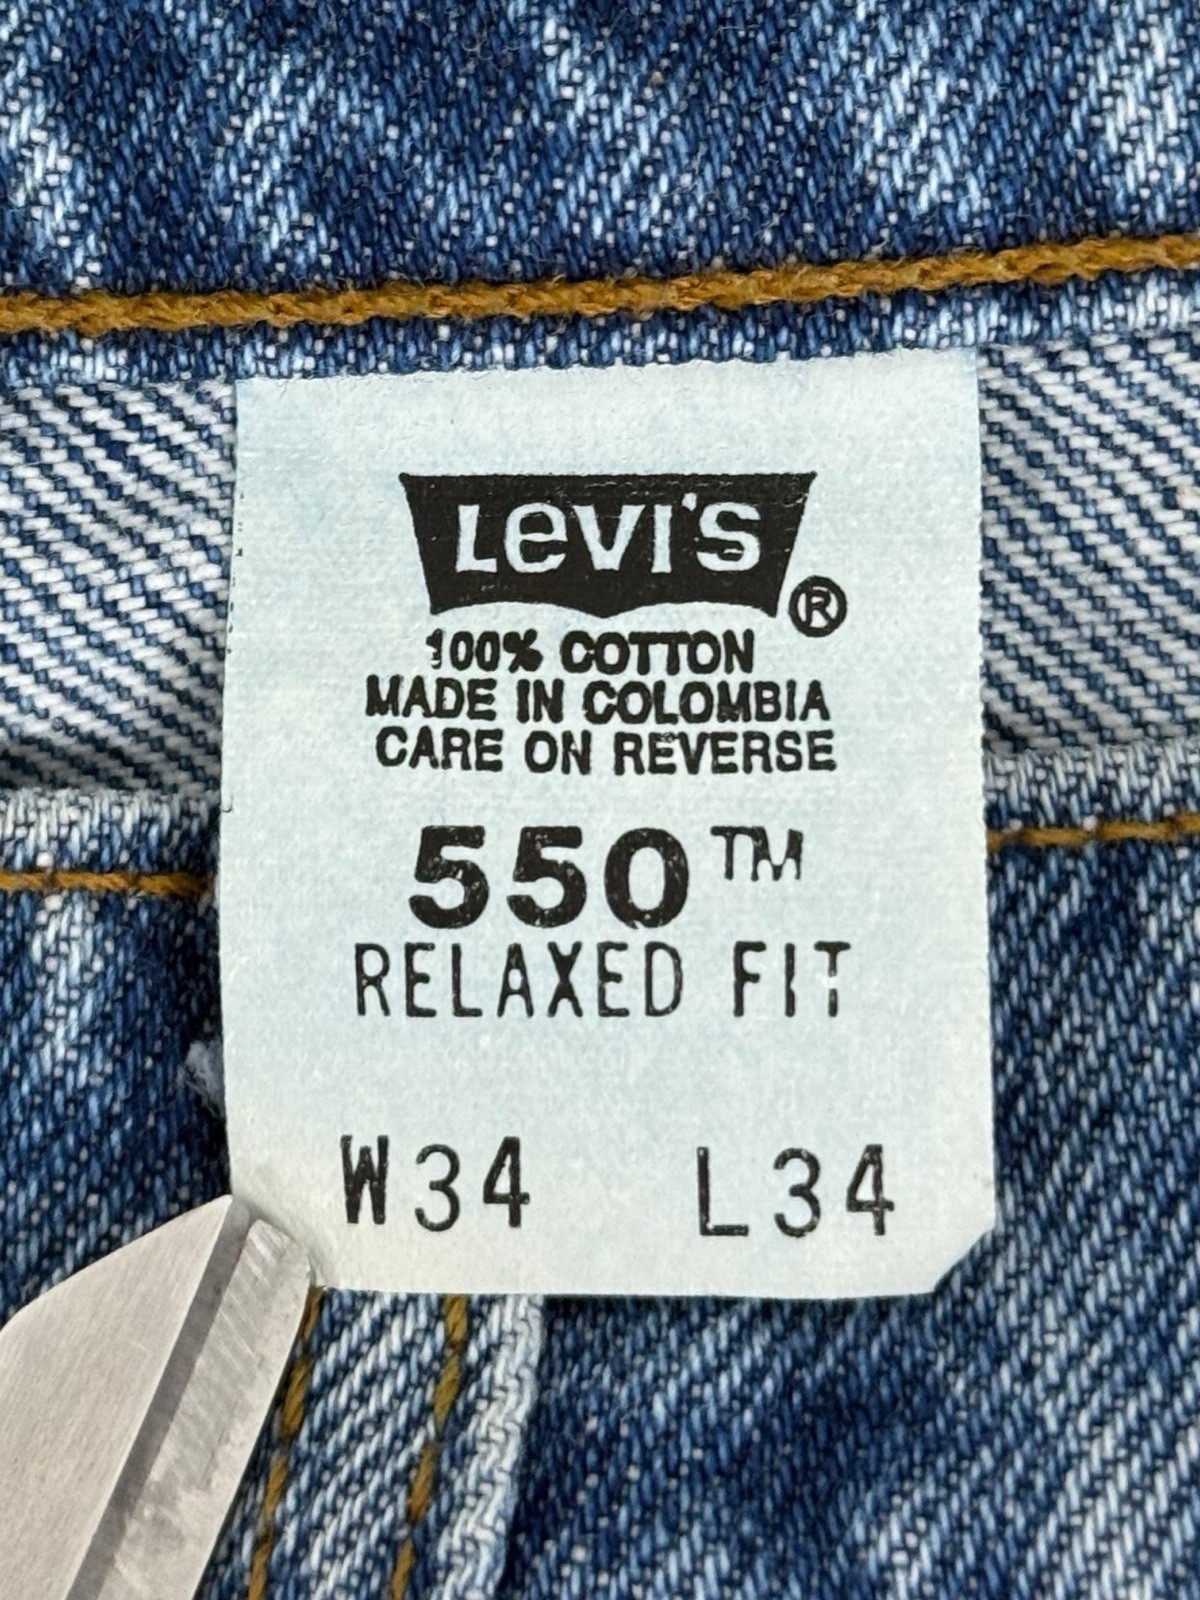 Levi's ®
100% COTTON
MADE IN COLOMBIA
CARE ON REVERSE
550™
RELAXED FIT
W34 L34